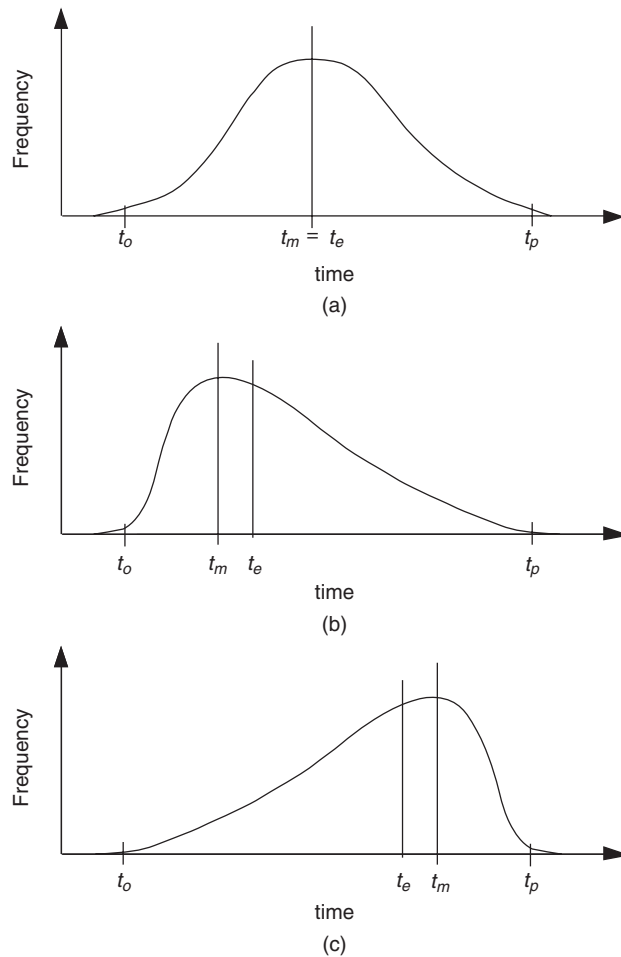 Frequency
t_o
t_m = t_e
t_p
time
(a)
Frequency
t_o
t_m
t_e
t_p
time
(b)
Frequency
t_o
t_e
t_m
t_p
time
(c)